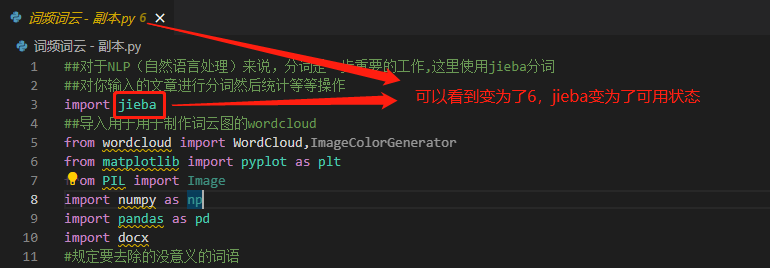 词频词云 - 副本.py 6 ×
词频词云 - 副本.py
1 ##对于NLP（自然语言处理）来说，分词是一步重要的工作,这里使用jieba分词
2 ##对你输入的文章进行分词然后统计等等操作
3 import jieba
可以看到变为了6，jieba变为了可用状态
4 ##导入用于用于制作词云图的wordcloud
5 from wordcloud import WordCloud,ImageColorGenerator
6 from matplotlib import pyplot as plt
7 from PIL import Image
8 import numpy as np
9 import pandas as pd
10 import docx
11 #规定要去除的没意义的词语